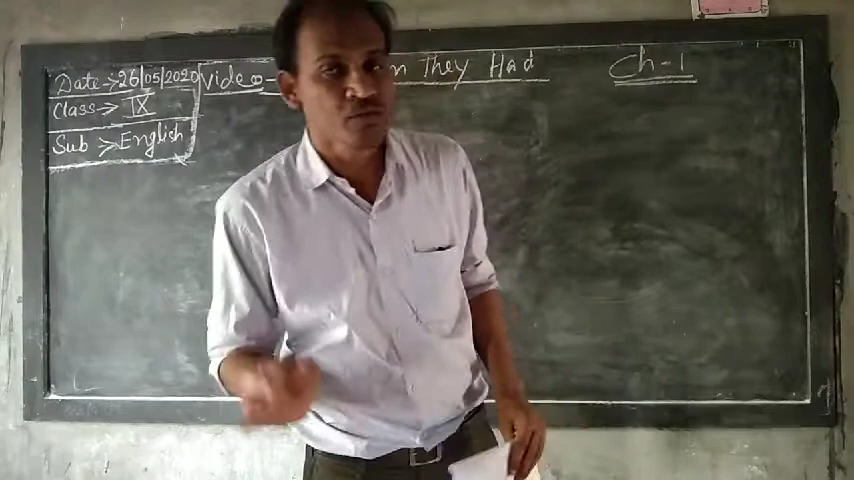 Date → 26/05/2020
Class → IX
Sub → English
Video
They Had
Ch-1